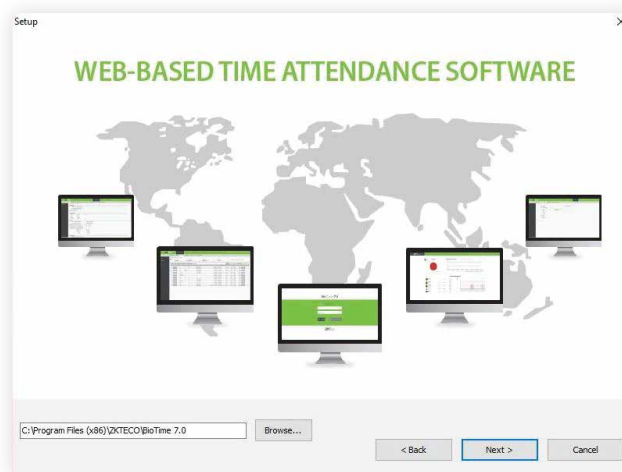 Setup
WEB-BASED TIME ATTENDANCE SOFTWARE
C:\Program Files (x86)\ZKTECO\BioTime 7.0
Browse...
< Back
Next >
Cancel